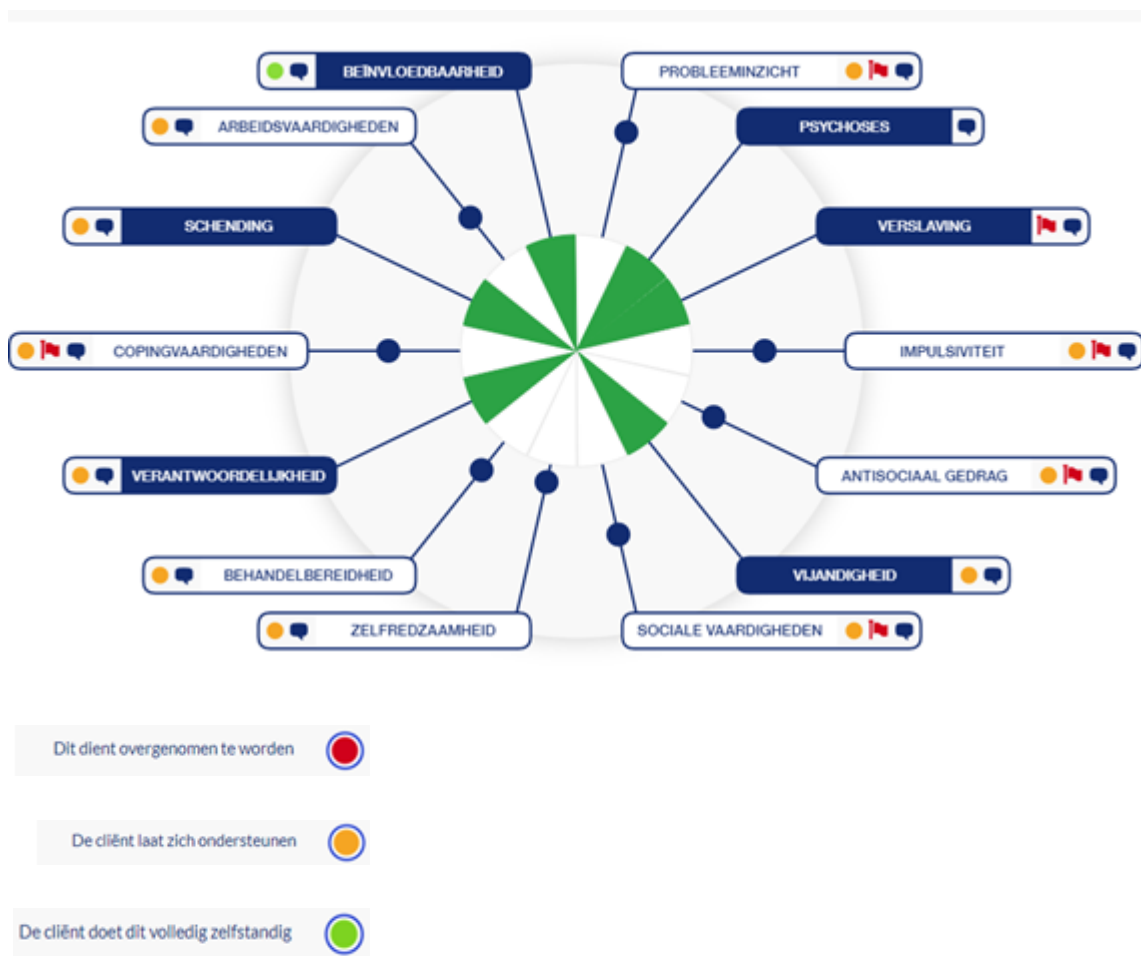 BEÏNVLOEDBAARHEID
PROBLEEMINZICHT
ARBEIDSVAARDIGHEDEN
PSYCHOSES
SCHENDING
VERSLAVING
COPINGVAARDIGHEDEN
IMPULSIVITEIT
VERANTWOORDELIJKHEID
ANTISOCIAAL GEDRAG
BEHANDELBEREIDHEID
VIJANDIGHEID
ZELFREDZAAMHEID
SOCIALE VAARDIGHEDEN
Dit dient overgenomen te worden
De cliënt laat zich ondersteunen
De cliënt doet dit volledig zelfstandig